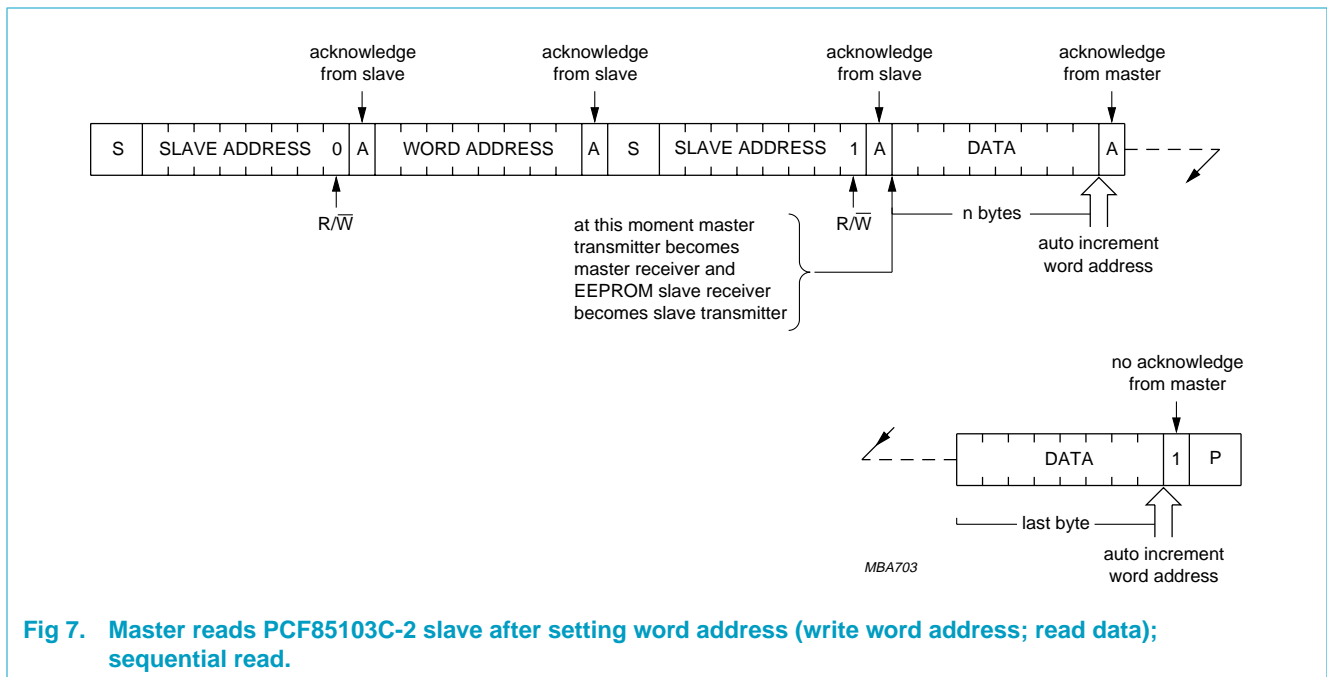 acknowledge
from slave
acknowledge
from slave
acknowledge
from slave
acknowledge
from master
S SLAVE ADDRESS 0 A WORD ADDRESS A S SLAVE ADDRESS 1 A DATA A
R/W̅
R/W̅
at this moment master
transmitter becomes
master receiver and
EEPROM slave receiver
becomes slave transmitter
n bytes
auto increment
word address
no acknowledge
from master
DATA 1 P
last byte
auto increment
word address
MBA703
Fig 7. Master reads PCF85103C-2 slave after setting word address (write word address; read data);
sequential read.